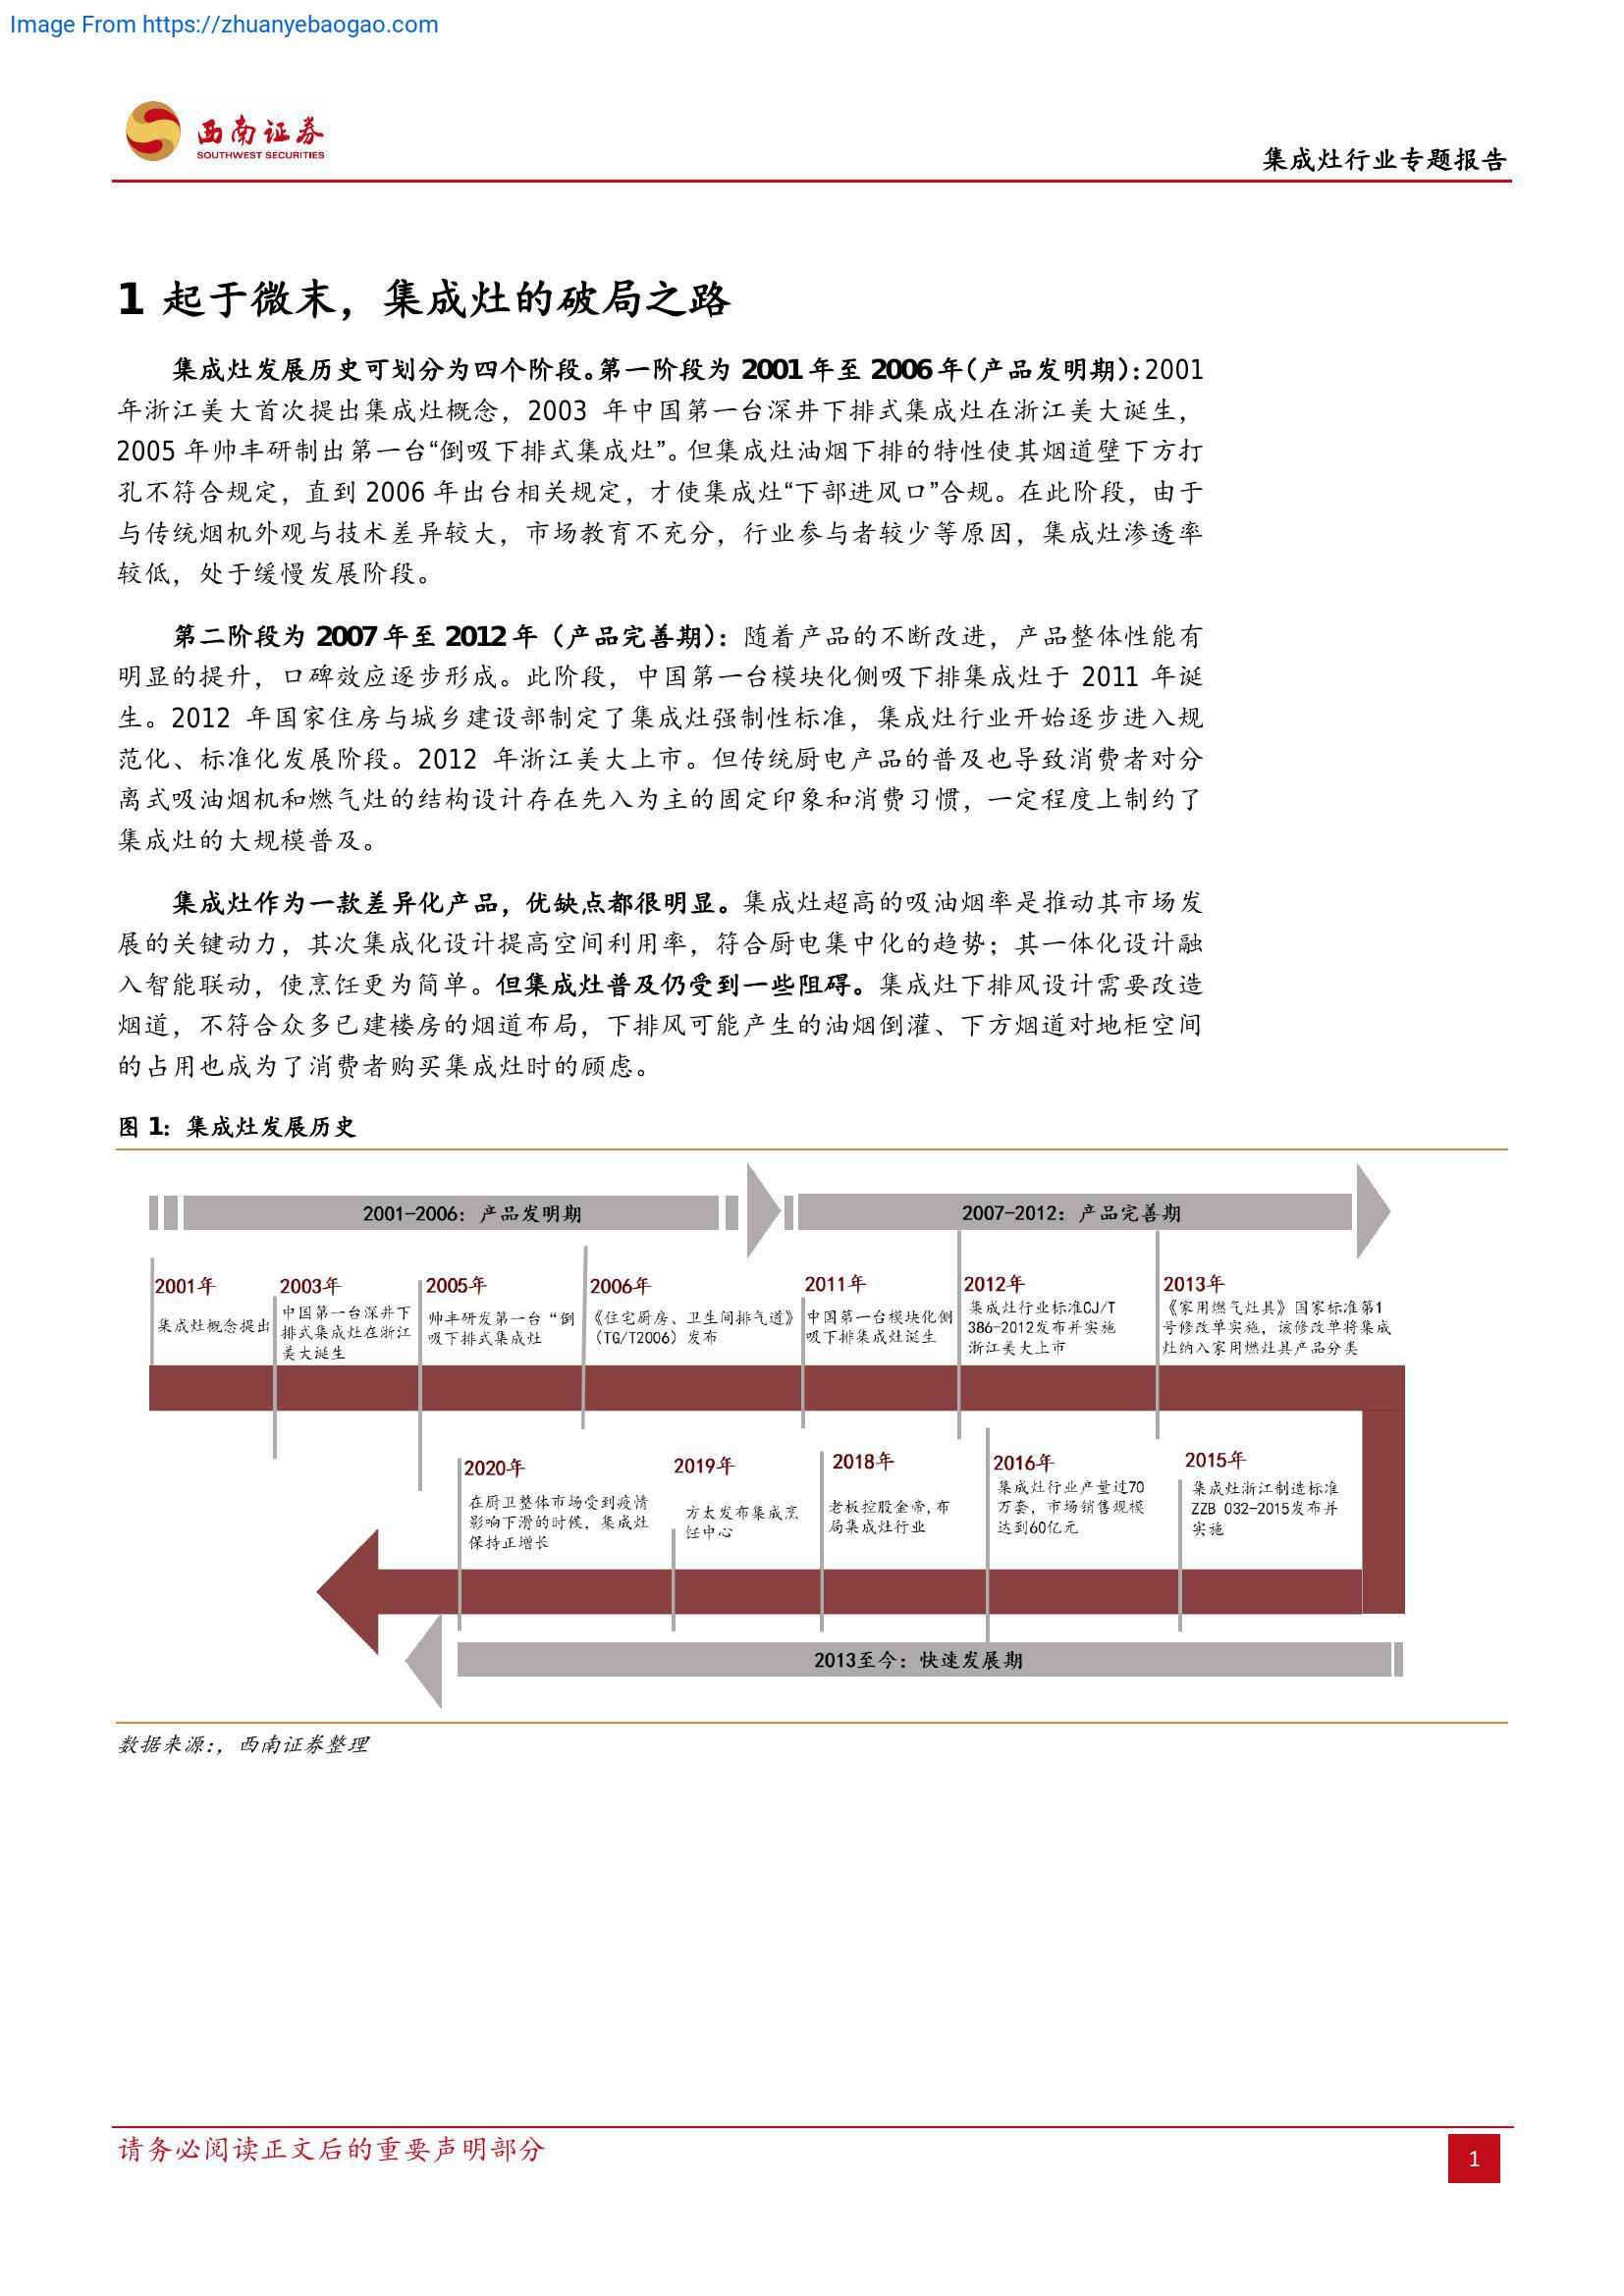 Image From https://zhuanyebaogao.com
西南证券
SOUTHWEST SECURITIES
集成灶行业专题报告
1 起于微末，集成灶的破局之路
集成灶发展历史可划分为四个阶段。第一阶段为 2001 年至 2006 年（产品发明期）：2001
年浙江美大首次提出集成灶概念，2003 年中国第一台深井下排式集成灶在浙江美大诞生，
2005 年帅丰研制出第一台“倒吸下排式集成灶”。但集成灶油烟下排的特性使其烟道壁下方打
孔不符合规定，直到 2006 年出台相关规定，才使集成灶“下部进风口”合规。在此阶段，由于
与传统烟机外观与技术差异较大，市场教育不充分，行业参与者较少等原因，集成灶渗透率
较低，处于缓慢发展阶段。
第二阶段为 2007 年至 2012 年（产品完善期）：随着产品的不断改进，产品整体性能有
明显的提升，口碑效应逐步形成。此阶段，中国第一台模块化侧吸下排集成灶于 2011 年诞
生。2012 年国家住房与城乡建设部制定了集成灶强制性标准，集成灶行业开始逐步进入规
范化、标准化发展阶段。2012 年浙江美大上市。但传统厨电产品的普及也导致消费者对分
离式吸油烟机和燃气灶的结构设计存在先入为主的固定印象和消费习惯，一定程度上制约了
集成灶的大规模普及。
集成灶作为一款差异化产品，优缺点都很明显。集成灶超高的吸油烟率是推动其市场发
展的关键动力，其次集成化设计提高空间利用率，符合厨电集中化的趋势；其一体化设计融
入智能联动，使烹饪更为简单。但集成灶普及仍受到一些阻碍。集成灶下排风设计需要改造
烟道，不符合众多已建楼房的烟道布局，下排风可能产生的油烟倒灌、下方烟道对地柜空间
的占用也成为了消费者购买集成灶时的顾虑。
图 1：集成灶发展历史
2001-2006：产品发明期
2007-2012：产品完善期
2001年
集成灶概念提出
2003年
中国第一台深井下
排式集成灶在浙江
美大诞生
2005年
帅丰研发第一台“倒
吸下排式集成灶
2006年
《住宅厨房、卫生间排气道》
（TG/T2006）发布
2011年
中国第一台模块化侧
吸下排集成灶诞生
2012年
集成灶行业标准CJ/T
386-2012发布并实施
浙江美大上市
2013年
《家用燃气灶具》国家标准第1
号修改单实施，该修改单将集成
灶纳入家用燃灶具产品分类
2020年
在厨卫整体市场受到疫情
影响下滑的时候，集成灶
保持正增长
2019年
方太发布集成烹
饪中心
2018年
老板控股金帝,布
局集成灶行业
2016年
集成灶行业产量过70
万套，市场销售规模
达到60亿元
2015年
集成灶浙江制造标准
ZZB 032-2015发布并
实施
2013至今：快速发展期
数据来源：，西南证券整理
请务必阅读正文后的重要声明部分
1